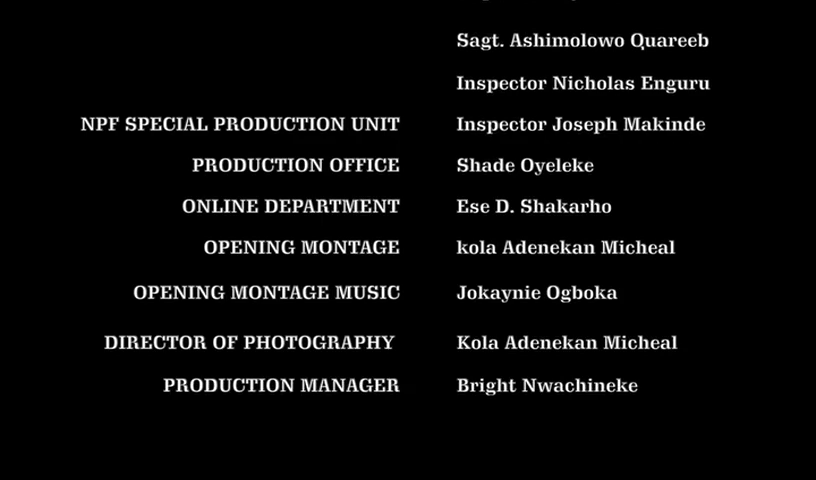 Sagt. Ashimolowo Quareeb
Inspector Nicholas Enguru
NPF SPECIAL PRODUCTION UNIT Inspector Joseph Makinde
PRODUCTION OFFICE Shade Oyeleke
ONLINE DEPARTMENT Ese D. Shakarho
OPENING MONTAGE kola Adenekan Micheal
OPENING MONTAGE MUSIC Jokaynie Ogboka
DIRECTOR OF PHOTOGRAPHY Kola Adenekan Micheal
PRODUCTION MANAGER Bright Nwachineke